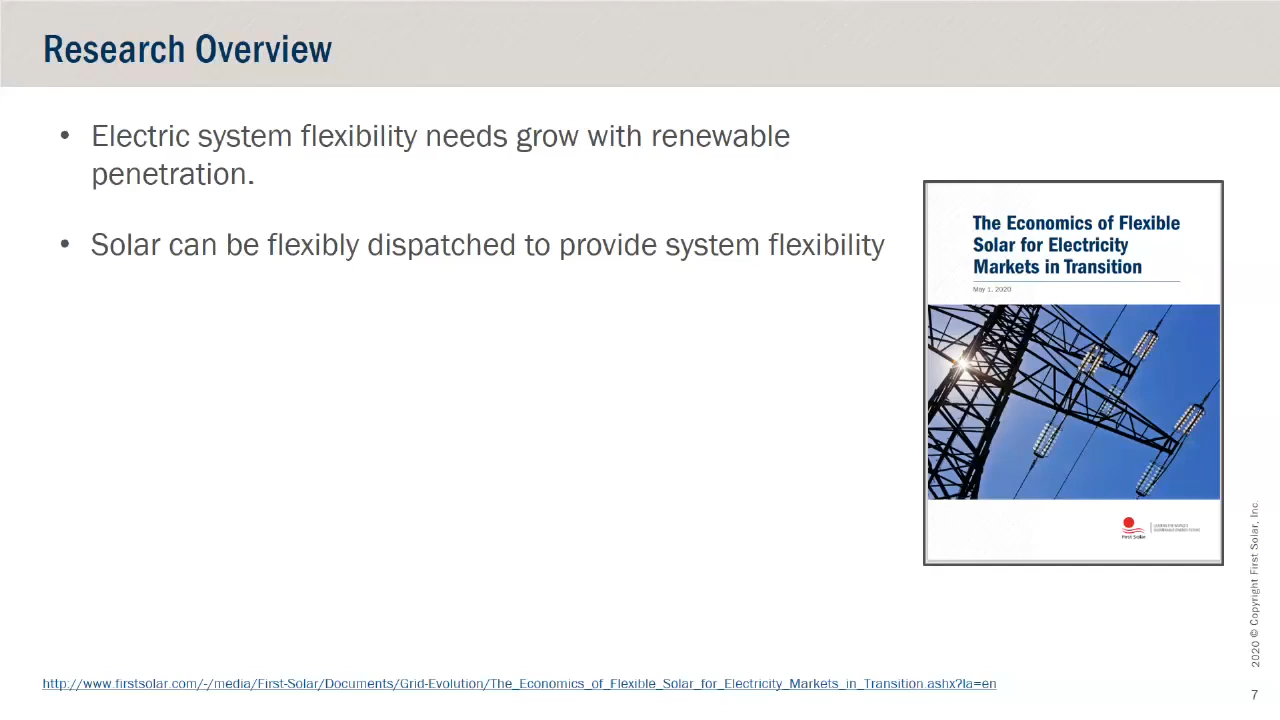 Research Overview
• Electric system flexibility needs grow with renewable
penetration.
• Solar can be flexibly dispatched to provide system flexibility
The Economics of Flexible
Solar for Electricity
Markets in Transition
May 1, 2020
First Solar
2020 © Copyright First Solar, Inc.
http://www.firstsolar.com/-/media/First-Solar/Documents/Grid-Evolution/The_Economics_of_Flexible_Solar_for_Electricity_Markets_in_Transition.ashx?la=en
7